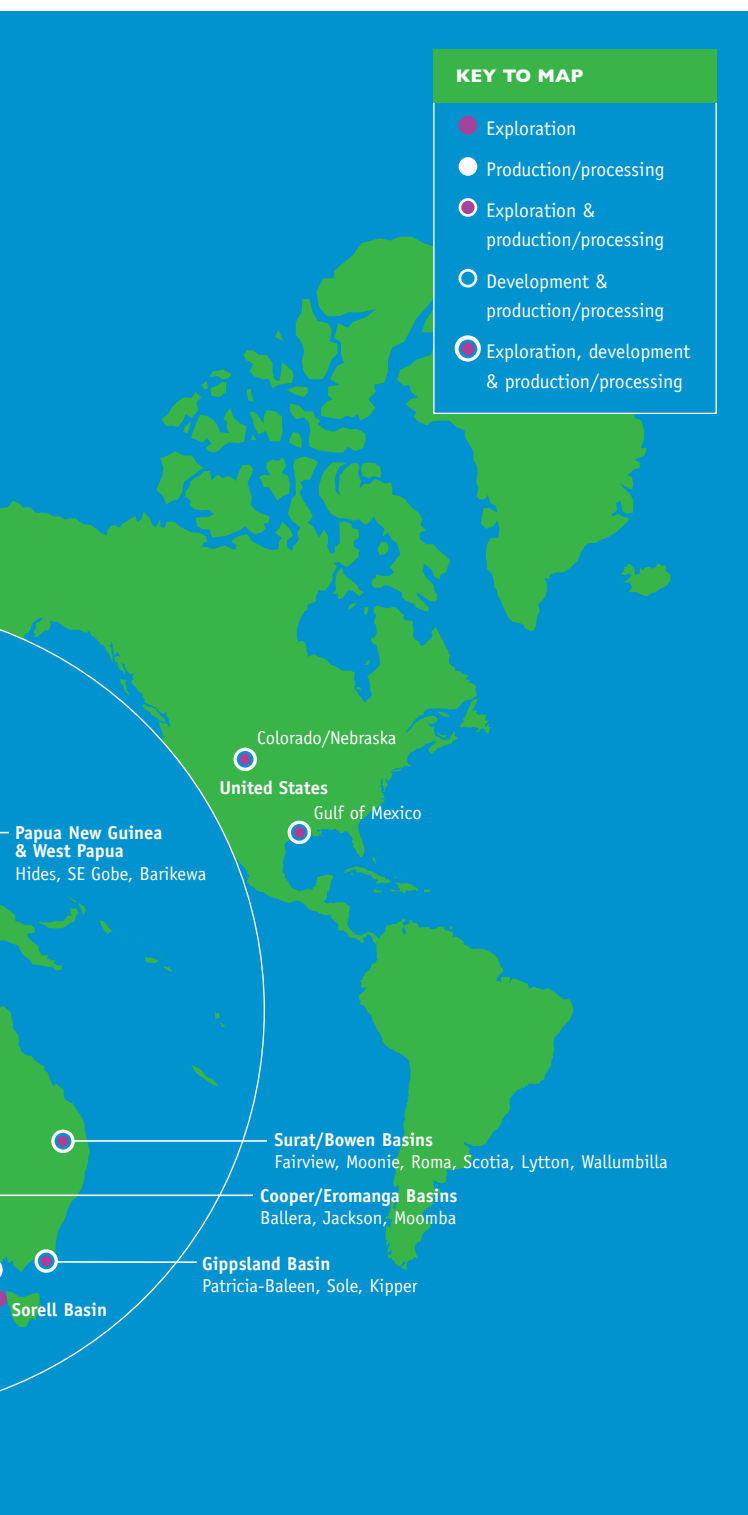 KEY TO MAP
Exploration
Production/processing
Exploration &
production/processing
Development &
production/processing
Exploration, development
& production/processing
Colorado/Nebraska
United States
Gulf of Mexico
Papua New Guinea
& West Papua
Hides, SE Gobe, Barikewa
Surat/Bowen Basins
Fairview, Moonie, Roma, Scotia, Lytton, Wallumbilla
Cooper/Eromanga Basins
Ballera, Jackson, Moomba
Gippsland Basin
Patricia-Baleen, Sole, Kipper
Sorell Basin